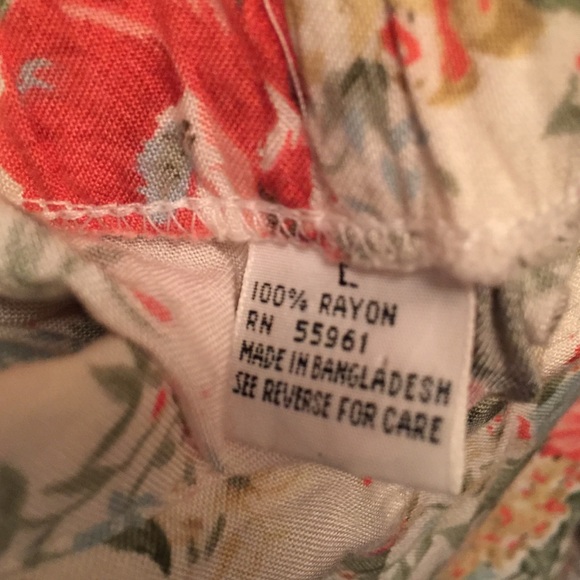 L
100% RAYON
RN 55961
MADE IN BANGLADESH
SEE REVERSE FOR CARE